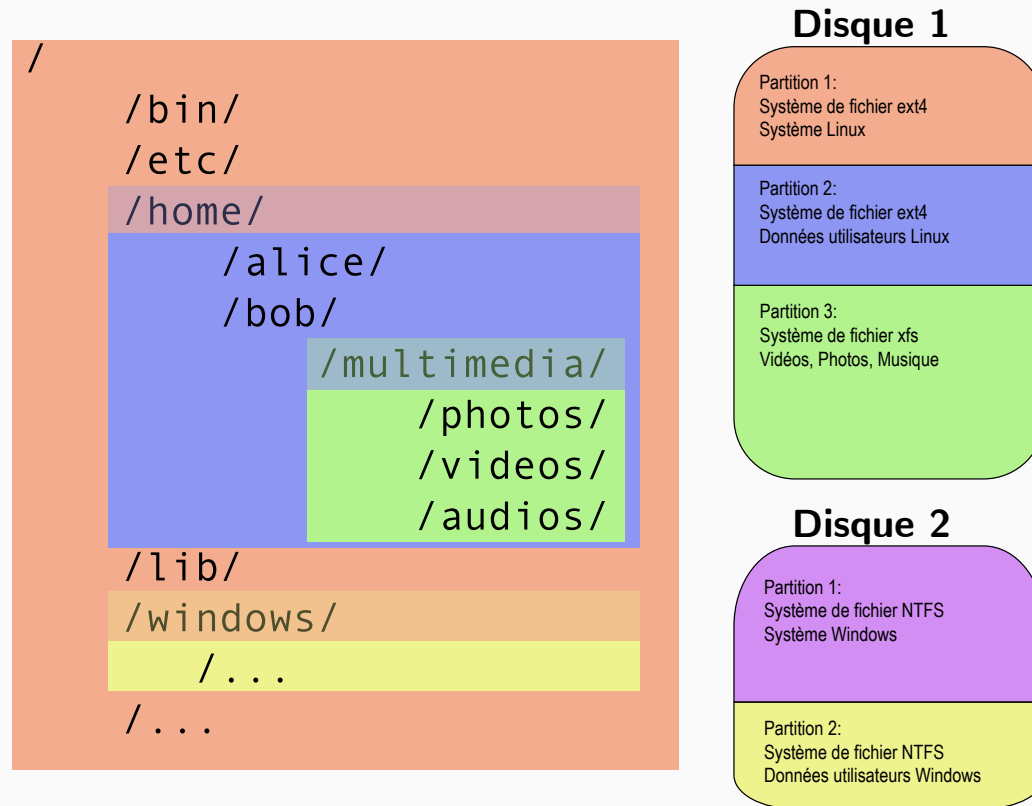 /
/bin/
/etc/
/home/
/alice/
/bob/
/multimedia/
/photos/
/videos/
/audios/
/lib/
/windows/
/...
/...
Disque 1
Partition 1:
Système de fichier ext4
Système Linux
Partition 2:
Système de fichier ext4
Données utilisateurs Linux
Partition 3:
Système de fichier xfs
Vidéos, Photos, Musique
Disque 2
Partition 1:
Système de fichier NTFS
Système Windows
Partition 2:
Système de fichier NTFS
Données utilisateurs Windows